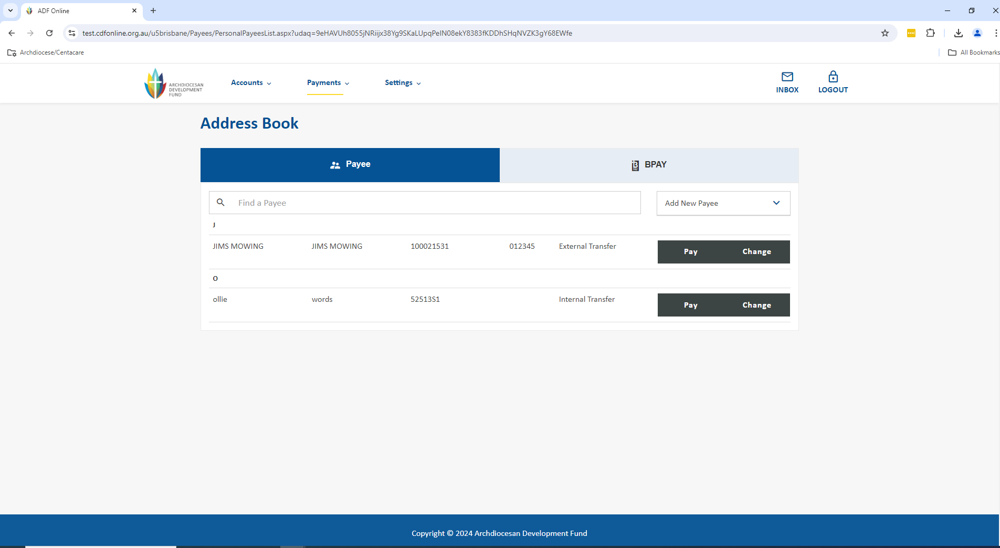 ADF Online
test.cdfonline.org.au/u5brisbane/Payees/PersonalPayeesList.aspx?udaq=9eHAVUh8055jNRiijx38Yg9SKaLUpqPeIN08ekY8383fKDDhSHqNVZK3gY68EWfe
Archdiocese/Centacare
All Bookmarks
ARCHDIOCESAN
DEVELOPMENT
FUND
Accounts
Payments
Settings
INBOX
LOGOUT
Address Book
Payee
BPAY
Find a Payee
Add New Payee
J
JIMS MOWING JIMS MOWING 100021531 012345 External Transfer Pay Change
O
ollie words 52513S1 Internal Transfer Pay Change
Copyright © 2024 Archdiocesan Development Fund